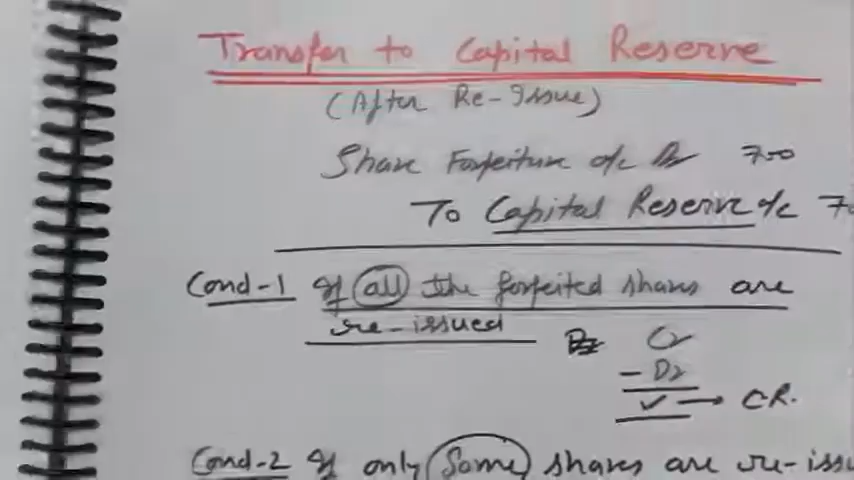 Transfer to Capital Reserve
(After Re-Issue)
Share Forfeiture a/c Dr 700
To Capital Reserve a/c 70
Cond-1 If all the forfeited shares are
re-issued
Cr
- Dr
✓ → C.R.
Cond-2 If only Some shares are re-issu